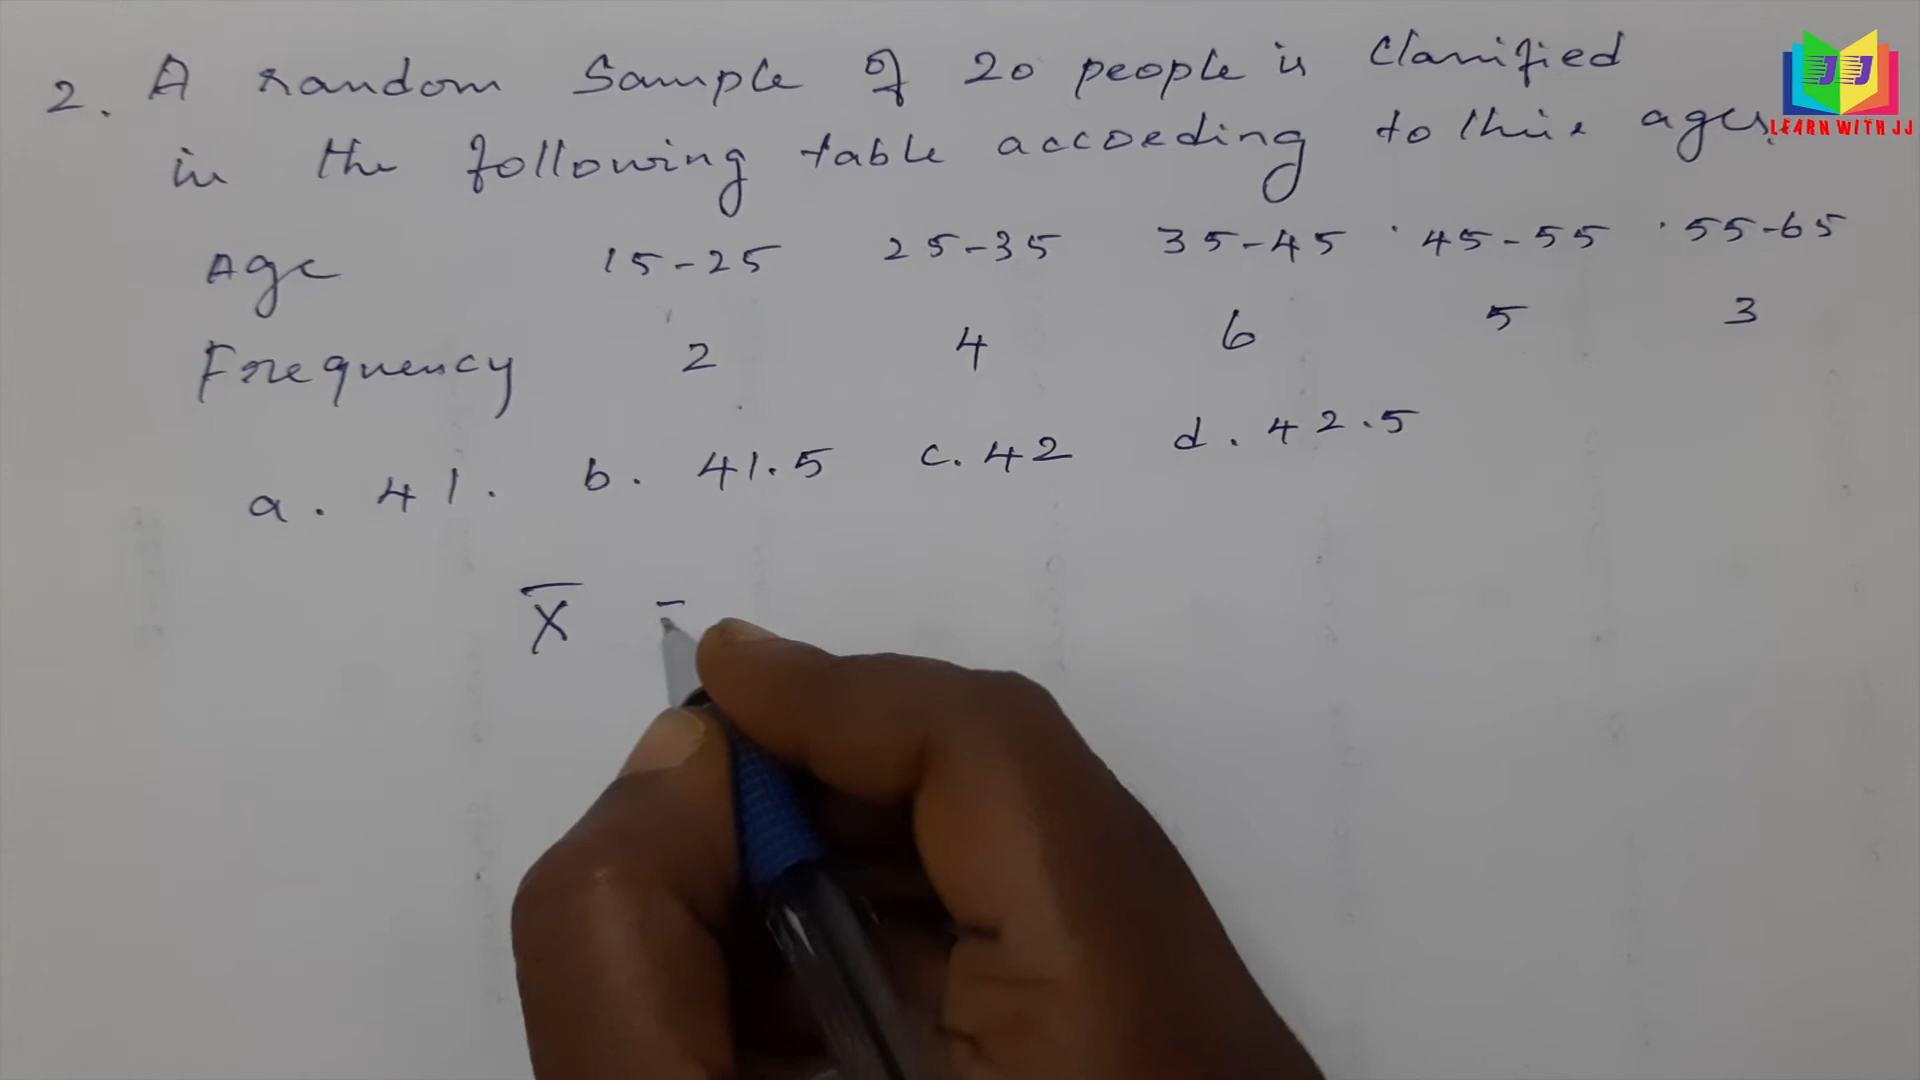 2. A random Sample of 20 people is classified
in the following table according to their ages.
Age 15-25 25-35 35-45 45-55 55-65
Frequency 2 4 6 5 3
a. 41. b. 41.5 c. 42 d. 42.5
X̅ =
JJ
LEARN WITH JJ